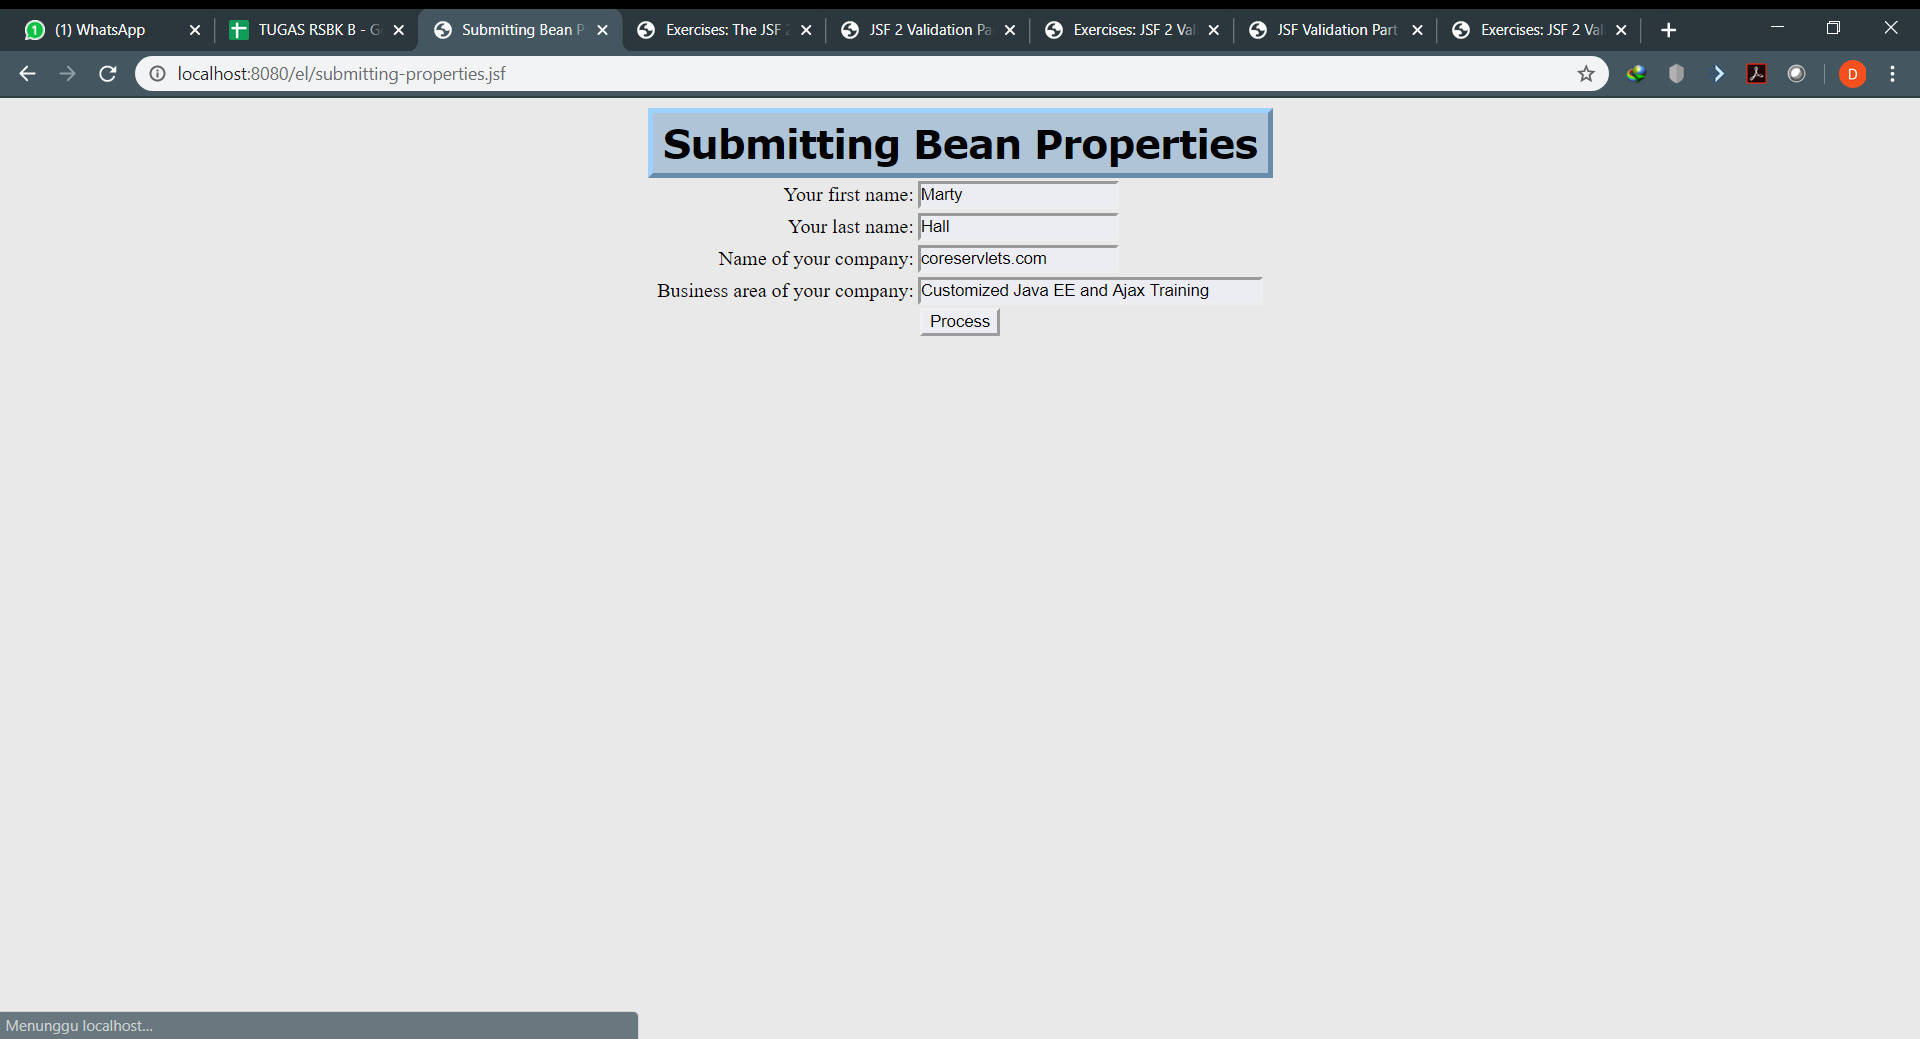 (1) WhatsApp
TUGAS RSBK B - G
Submitting Bean P
Exercises: The JSF 2
JSF 2 Validation Pa
Exercises: JSF 2 Val
JSF Validation Part
Exercises: JSF 2 Val
localhost:8080/el/submitting-properties.jsf
D
Submitting Bean Properties
Your first name: Marty
Your last name: Hall
Name of your company: coreservlets.com
Business area of your company: Customized Java EE and Ajax Training
Process
Menunggu localhost...